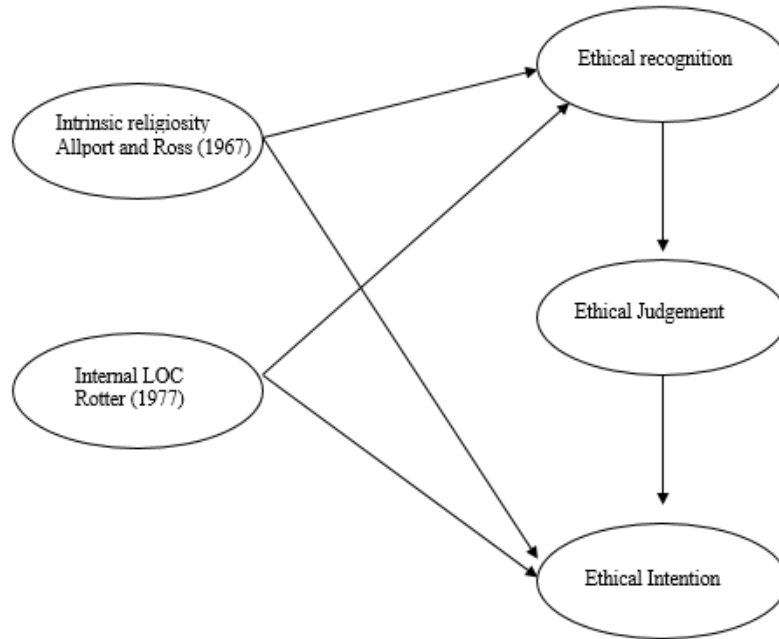 Ethical recognition
Intrinsic religiosity
Allport and Ross (1967)
Ethical Judgement
Internal LOC
Rotter (1977)
Ethical Intention